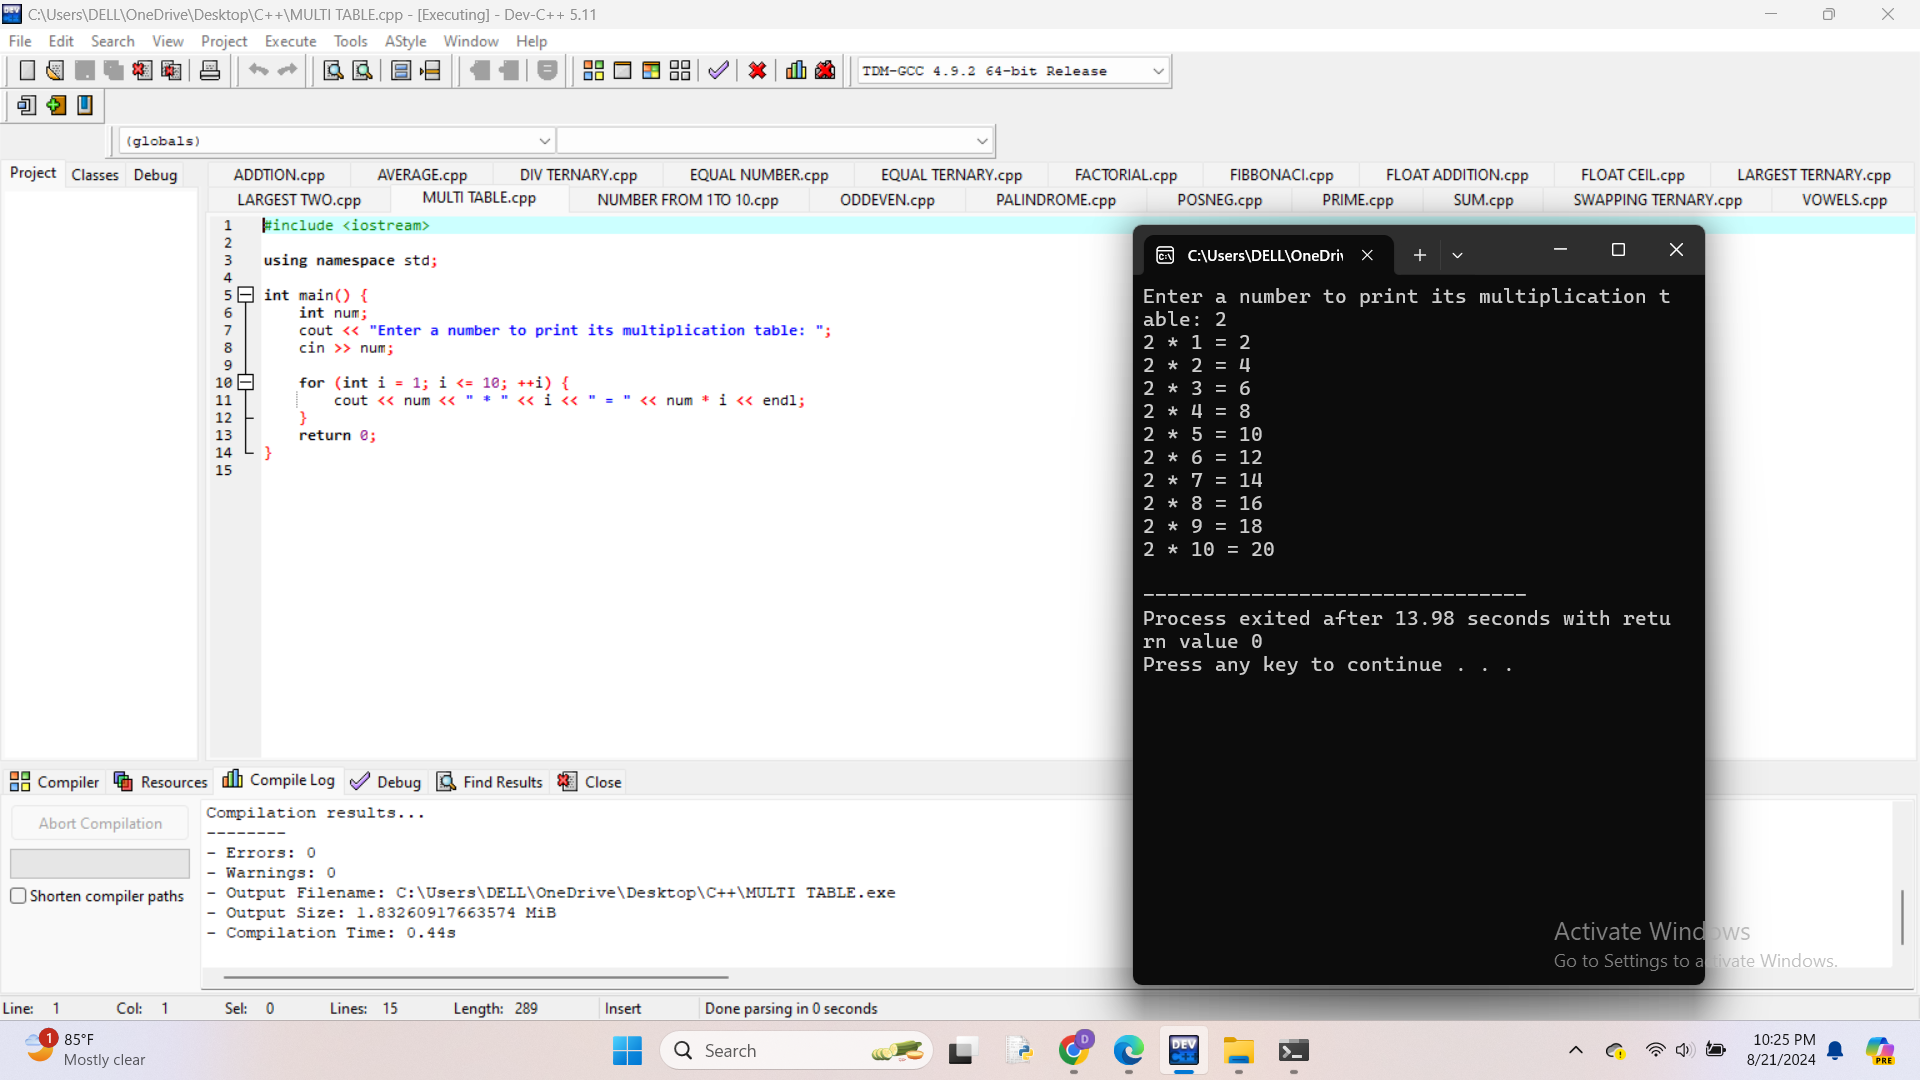 C:\Users\DELL\OneDrive\Desktop\C++\MULTI TABLE.cpp - [Executing] - Dev-C++ 5.11
File Edit Search View Project Execute Tools AStyle Window Help
TDM-GCC 4.9.2 64-bit Release
(globals)
Project Classes Debug
ADDTION.cpp AVERAGE.cpp DIV TERNARY.cpp EQUAL NUMBER.cpp EQUAL TERNARY.cpp FACTORIAL.cpp FIBBONACI.cpp FLOAT ADDITION.cpp FLOAT CEIL.cpp LARGEST TERNARY.cpp
LARGEST TWO.cpp MULTI TABLE.cpp NUMBER FROM 1TO 10.cpp ODDEVEN.cpp PALINDROME.cpp POSNEG.cpp PRIME.cpp SUM.cpp SWAPPING TERNARY.cpp VOWELS.cpp
1 #include <iostream>
2
3 using namespace std;
4
5 int main() {
6 int num;
7 cout << "Enter a number to print its multiplication table: ";
8 cin >> num;
9
10 for (int i = 1; i <= 10; ++i) {
11 cout << num << " * " << i << " = " << num * i << endl;
12 }
13 return 0;
14 }
15
C:\Users\DELL\OneDri
Enter a number to print its multiplication t
able: 2
2 * 1 = 2
2 * 2 = 4
2 * 3 = 6
2 * 4 = 8
2 * 5 = 10
2 * 6 = 12
2 * 7 = 14
2 * 8 = 16
2 * 9 = 18
2 * 10 = 20
--------------------------------
Process exited after 13.98 seconds with retu
rn value 0
Press any key to continue . . .
Compiler Resources Compile Log Debug Find Results Close
Abort Compilation
Shorten compiler paths
Compilation results...
--------
- Errors: 0
- Warnings: 0
- Output Filename: C:\Users\DELL\OneDrive\Desktop\C++\MULTI TABLE.exe
- Output Size: 1.83260917663574 MiB
- Compilation Time: 0.44s
Activate Windows
Go to Settings to activate Windows.
Line: 1 Col: 1 Sel: 0 Lines: 15 Length: 289 Insert Done parsing in 0 seconds
1
85°F
Mostly clear
Search
D
DEV
C++
PRE
10:25 PM
8/21/2024